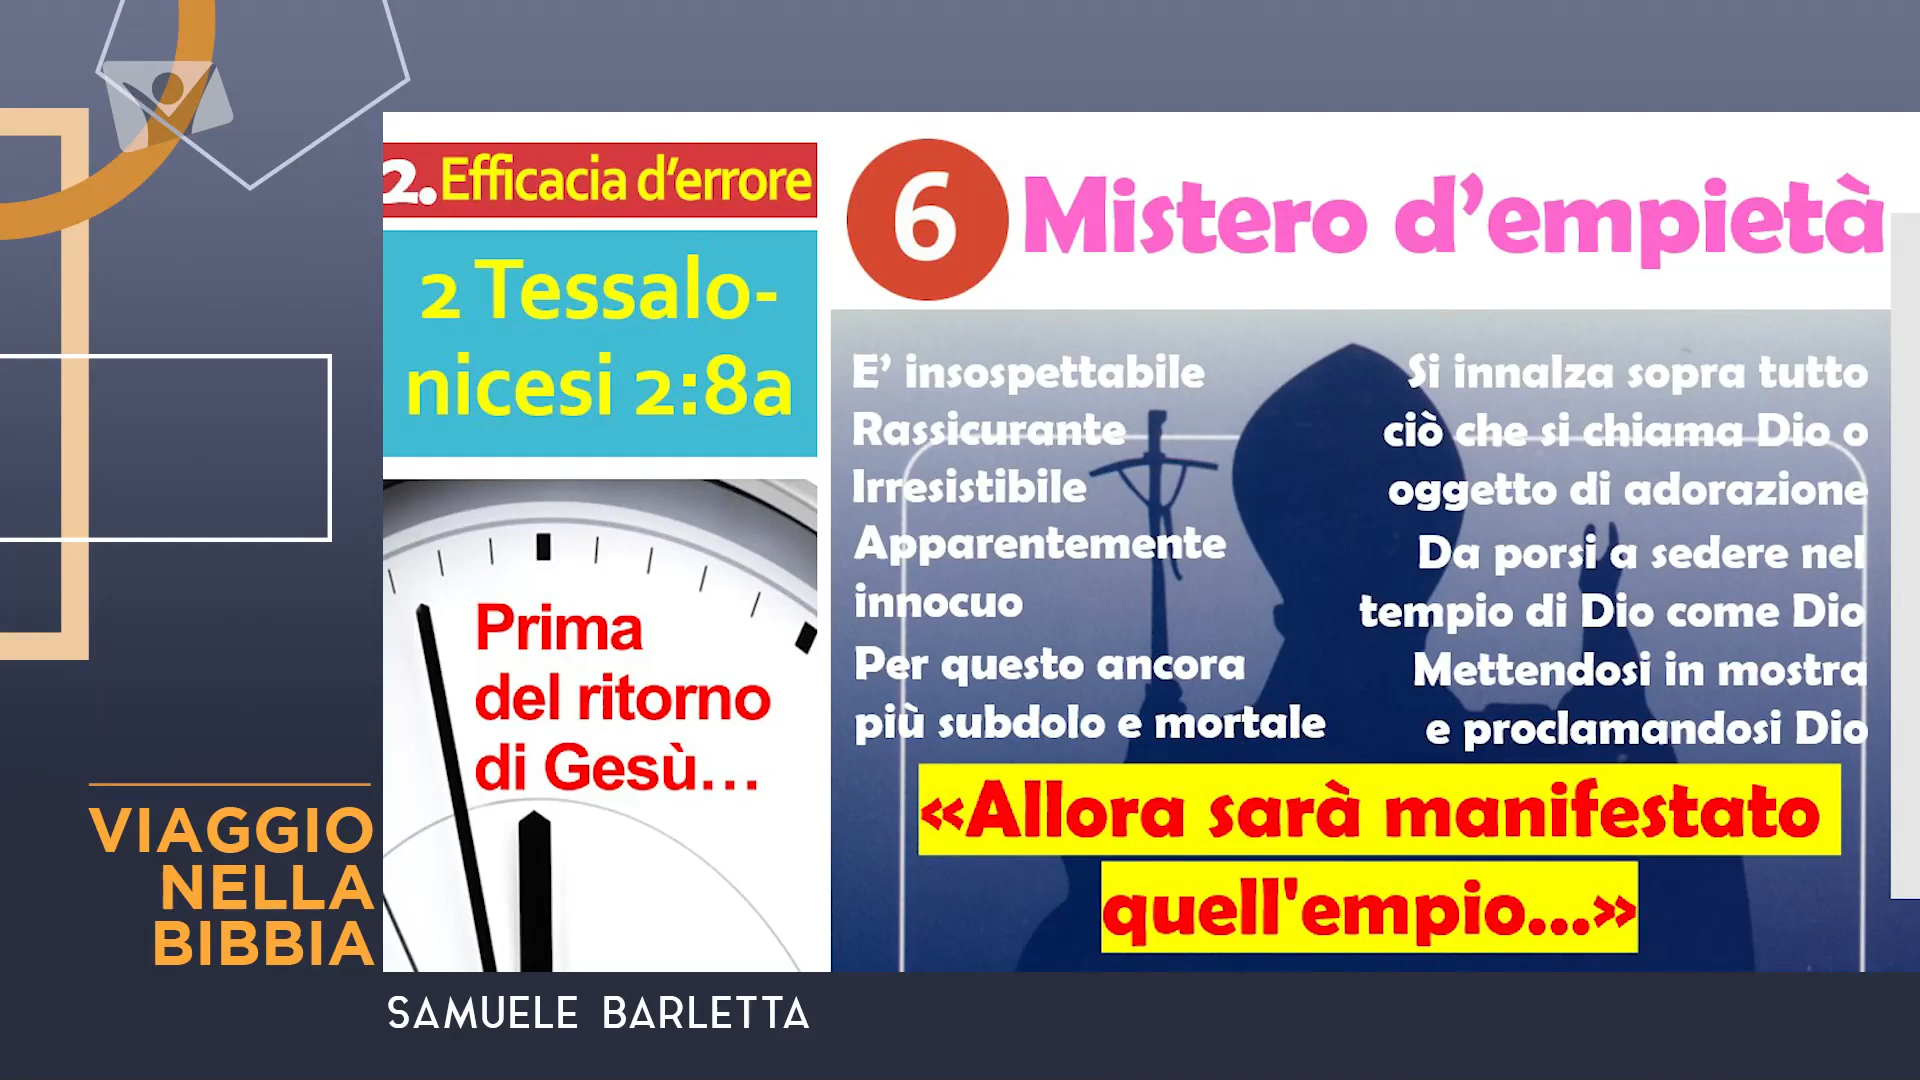 2. Efficacia d'errore
2 Tessalo-
nicesi 2:8a
Prima
del ritorno
di Gesù...
6 Mistero d'empietà
E' insospettabile
Rassicurante
Irresistibile
Apparentemente
innocuo
Per questo ancora
più subdolo e mortale
Si innalza sopra tutto
ciò che si chiama Dio o
oggetto di adorazione
Da porsi a sedere nel
tempio di Dio come Dio
Mettendosi in mostra
e proclamandosi Dio
«Allora sarà manifestato
quell'empio...»
VIAGGIO
NELLA
BIBBIA
SAMUELE BARLETTA